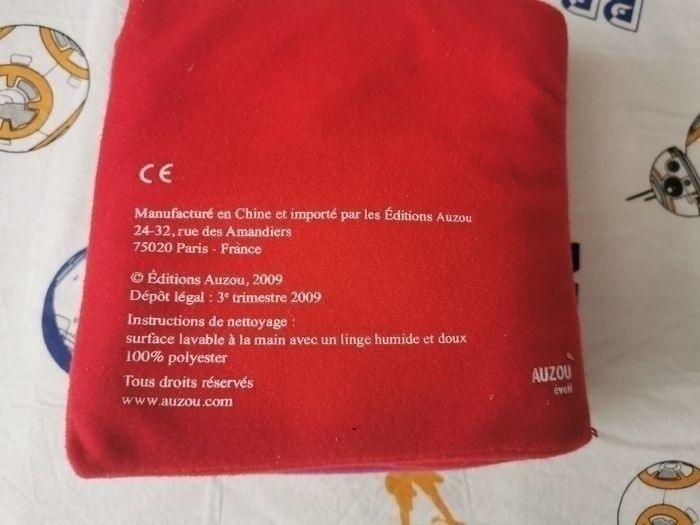 CE
Manufacturé en Chine et importé par les Éditions Auzou
24-32, rue des Amandiers
75020 Paris - France
© Éditions Auzou, 2009
Dépôt légal : 3e trimestre 2009
Instructions de nettoyage :
surface lavable à la main avec un linge humide et doux
100% polyester
Tous droits réservés
www.auzou.com
AUZOU
éveil